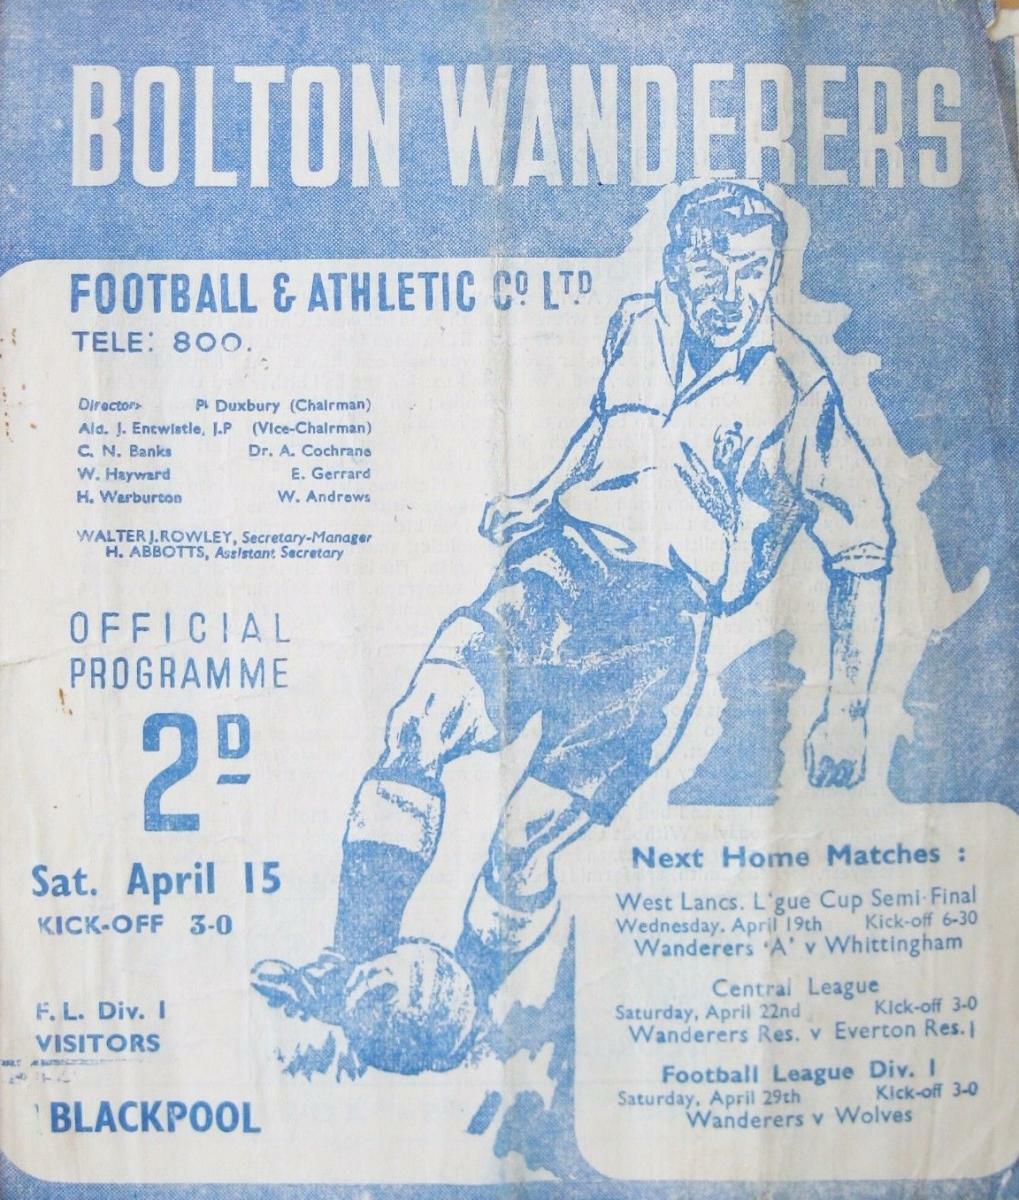 BOLTON WANDERERS
FOOTBALL & ATHLETIC Co LTD
TELE: 800.
Directors P. Duxbury (Chairman)
Ald. J. Entwistle, J.P (Vice-Chairman)
C. N. Banks Dr. A. Cochrane
W. Hayward E. Gerrard
H. Warburton W. Andrews
WALTER J. ROWLEY, Secretary-Manager
H. ABBOTTS, Assistant Secretary
OFFICIAL
PROGRAMME
2D
Sat. April 15
KICK-OFF 3-0
F. L. Div. I
VISITORS
BLACKPOOL
Next Home Matches :
West Lancs. L'gue Cup Semi-Final
Wednesday, April 19th Kick-off 6-30
Wanderers 'A' v Whittingham
Central League
Saturday, April 22nd Kick-off 3-0
Wanderers Res. v Everton Res.
Football League Div. I
Saturday, April 29th Kick-off 3-0
Wanderers v Wolves